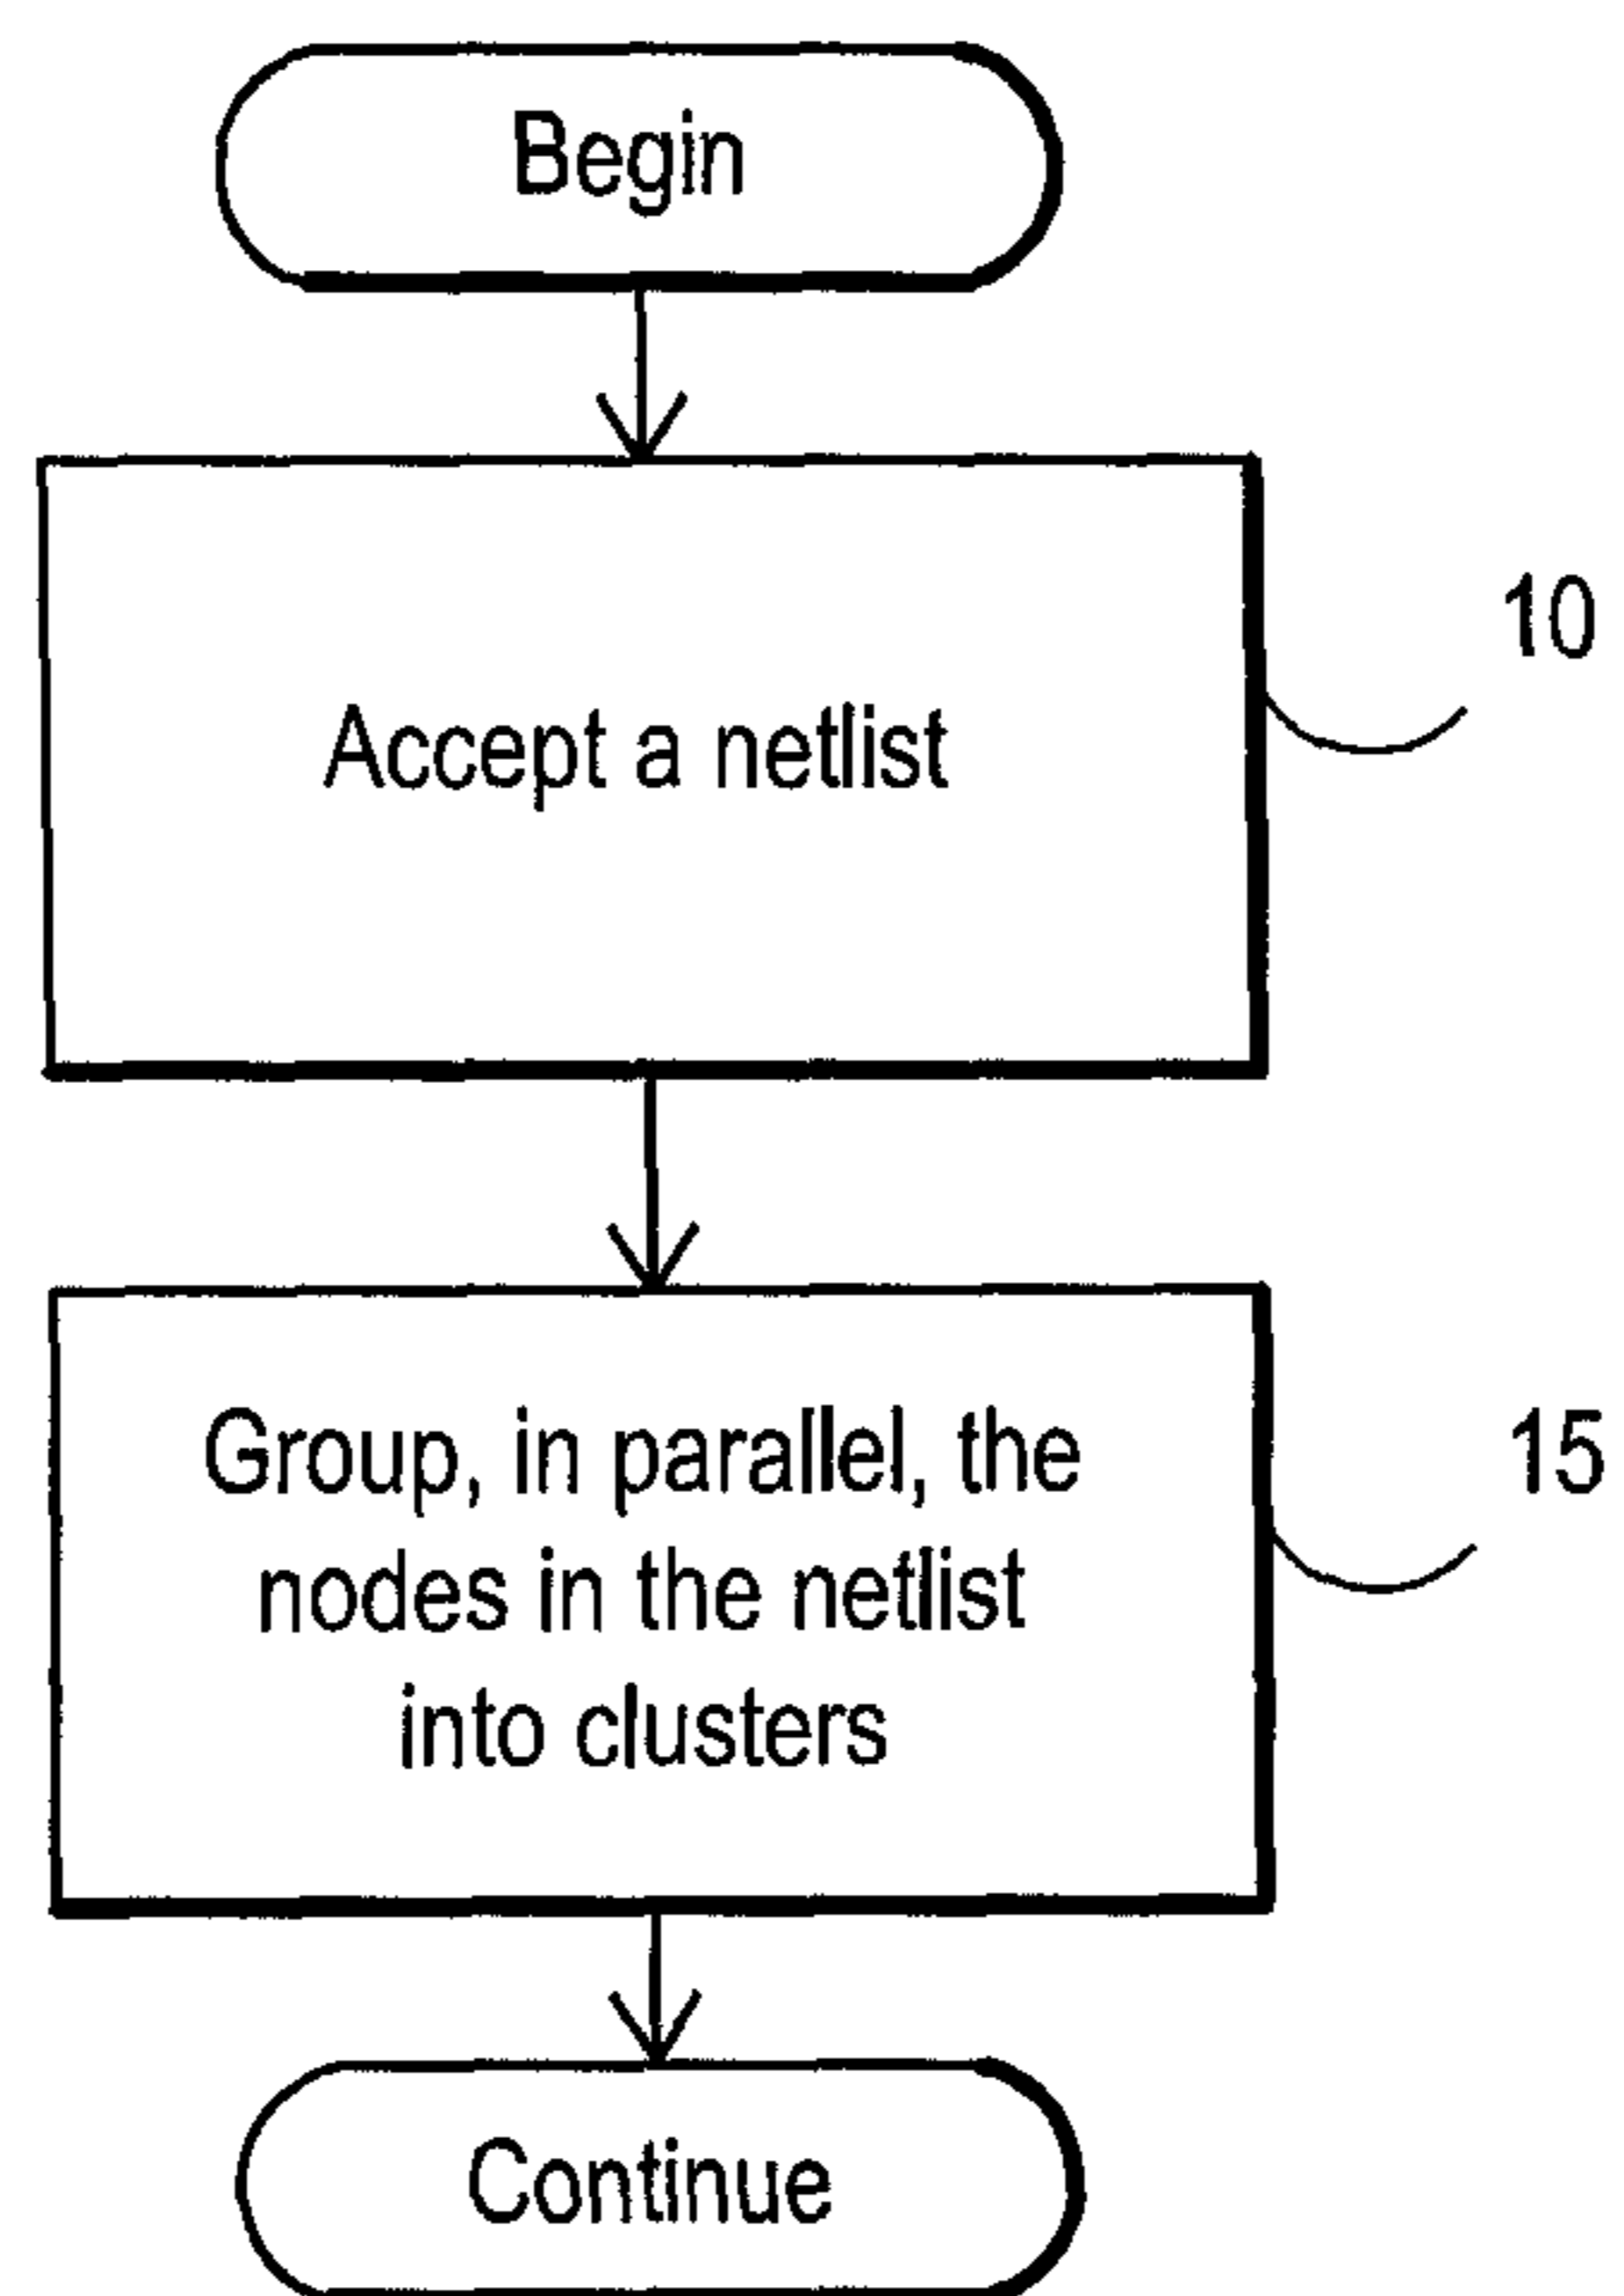 Begin
10
Accept a netlist
15
Group, in parallel, the
nodes in the netlist
into clusters
Continue